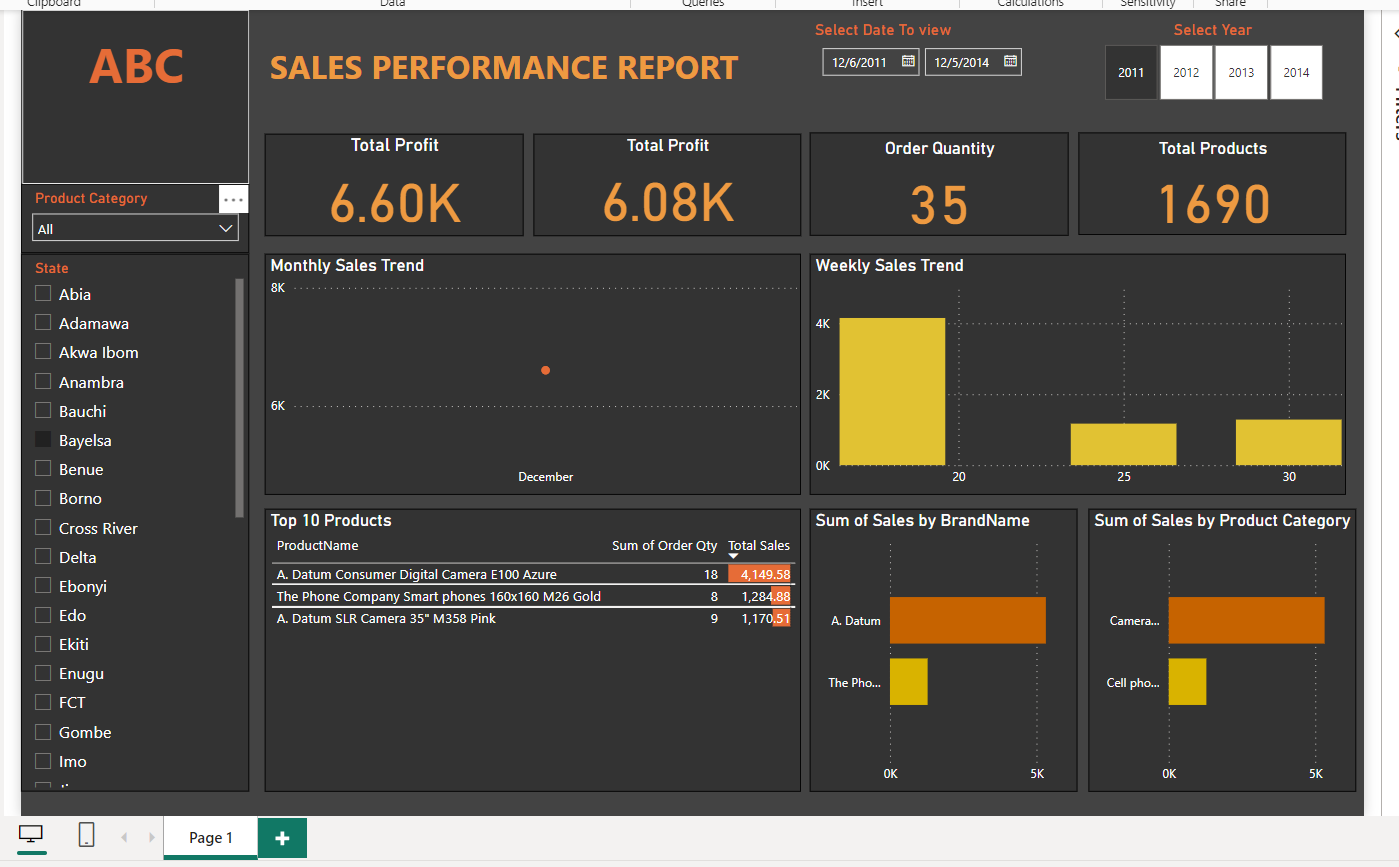 Clipboard Data Queries Insert Calculations Sensitivity Share
ABC
SALES PERFORMANCE REPORT
Select Date To view
12/6/2011 12/5/2014
Select Year
2011 2012 2013 2014
Total Profit
6.60K
Total Profit
6.08K
Order Quantity
35
Total Products
1690
Product Category
All
State
Abia
Adamawa
Akwa Ibom
Anambra
Bauchi
Bayelsa
Benue
Borno
Cross River
Delta
Ebonyi
Edo
Ekiti
Enugu
FCT
Gombe
Imo
Monthly Sales Trend
8K
6K
December
Weekly Sales Trend
4K
2K
0K
20 25 30
Top 10 Products
ProductName Sum of Order Qty Total Sales
A. Datum Consumer Digital Camera E100 Azure 18 4,149.58
The Phone Company Smart phones 160x160 M26 Gold 8 1,284.88
A. Datum SLR Camera 35" M358 Pink 9 1,170.51
Sum of Sales by BrandName
A. Datum
The Pho...
0K 5K
Sum of Sales by Product Category
Camera...
Cell pho...
0K 5K
Page 1